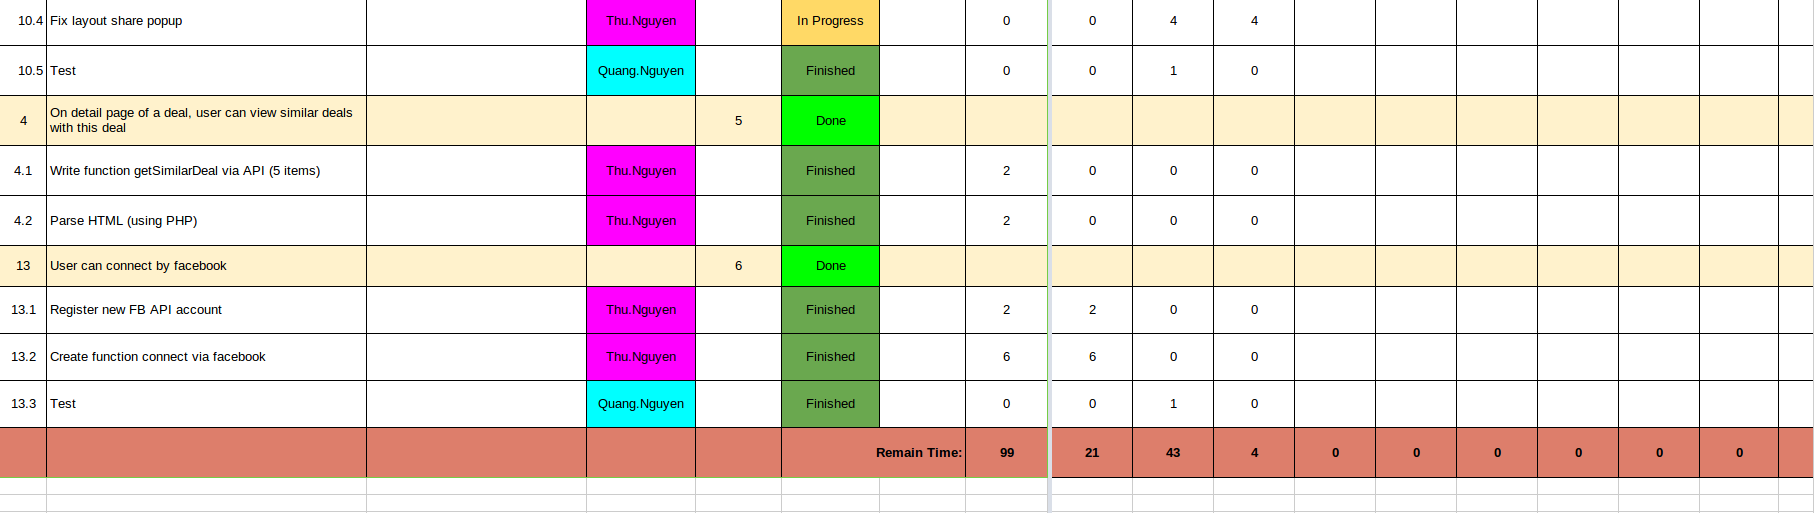 10.4 Fix layout share popup Thu.Nguyen In Progress 0 0 4 4
10.5 Test Quang.Nguyen Finished 0 0 1 0
4 On detail page of a deal, user can view similar deals
with this deal 5 Done
4.1 Write function getSimilarDeal via API (5 items) Thu.Nguyen Finished 2 0 0 0
4.2 Parse HTML (using PHP) Thu.Nguyen Finished 2 0 0 0
13 User can connect by facebook 6 Done
13.1 Register new FB API account Thu.Nguyen Finished 2 2 0 0
13.2 Create function connect via facebook Thu.Nguyen Finished 6 6 0 0
13.3 Test Quang.Nguyen Finished 0 0 1 0
Remain Time: 99 21 43 4 0 0 0 0 0 0